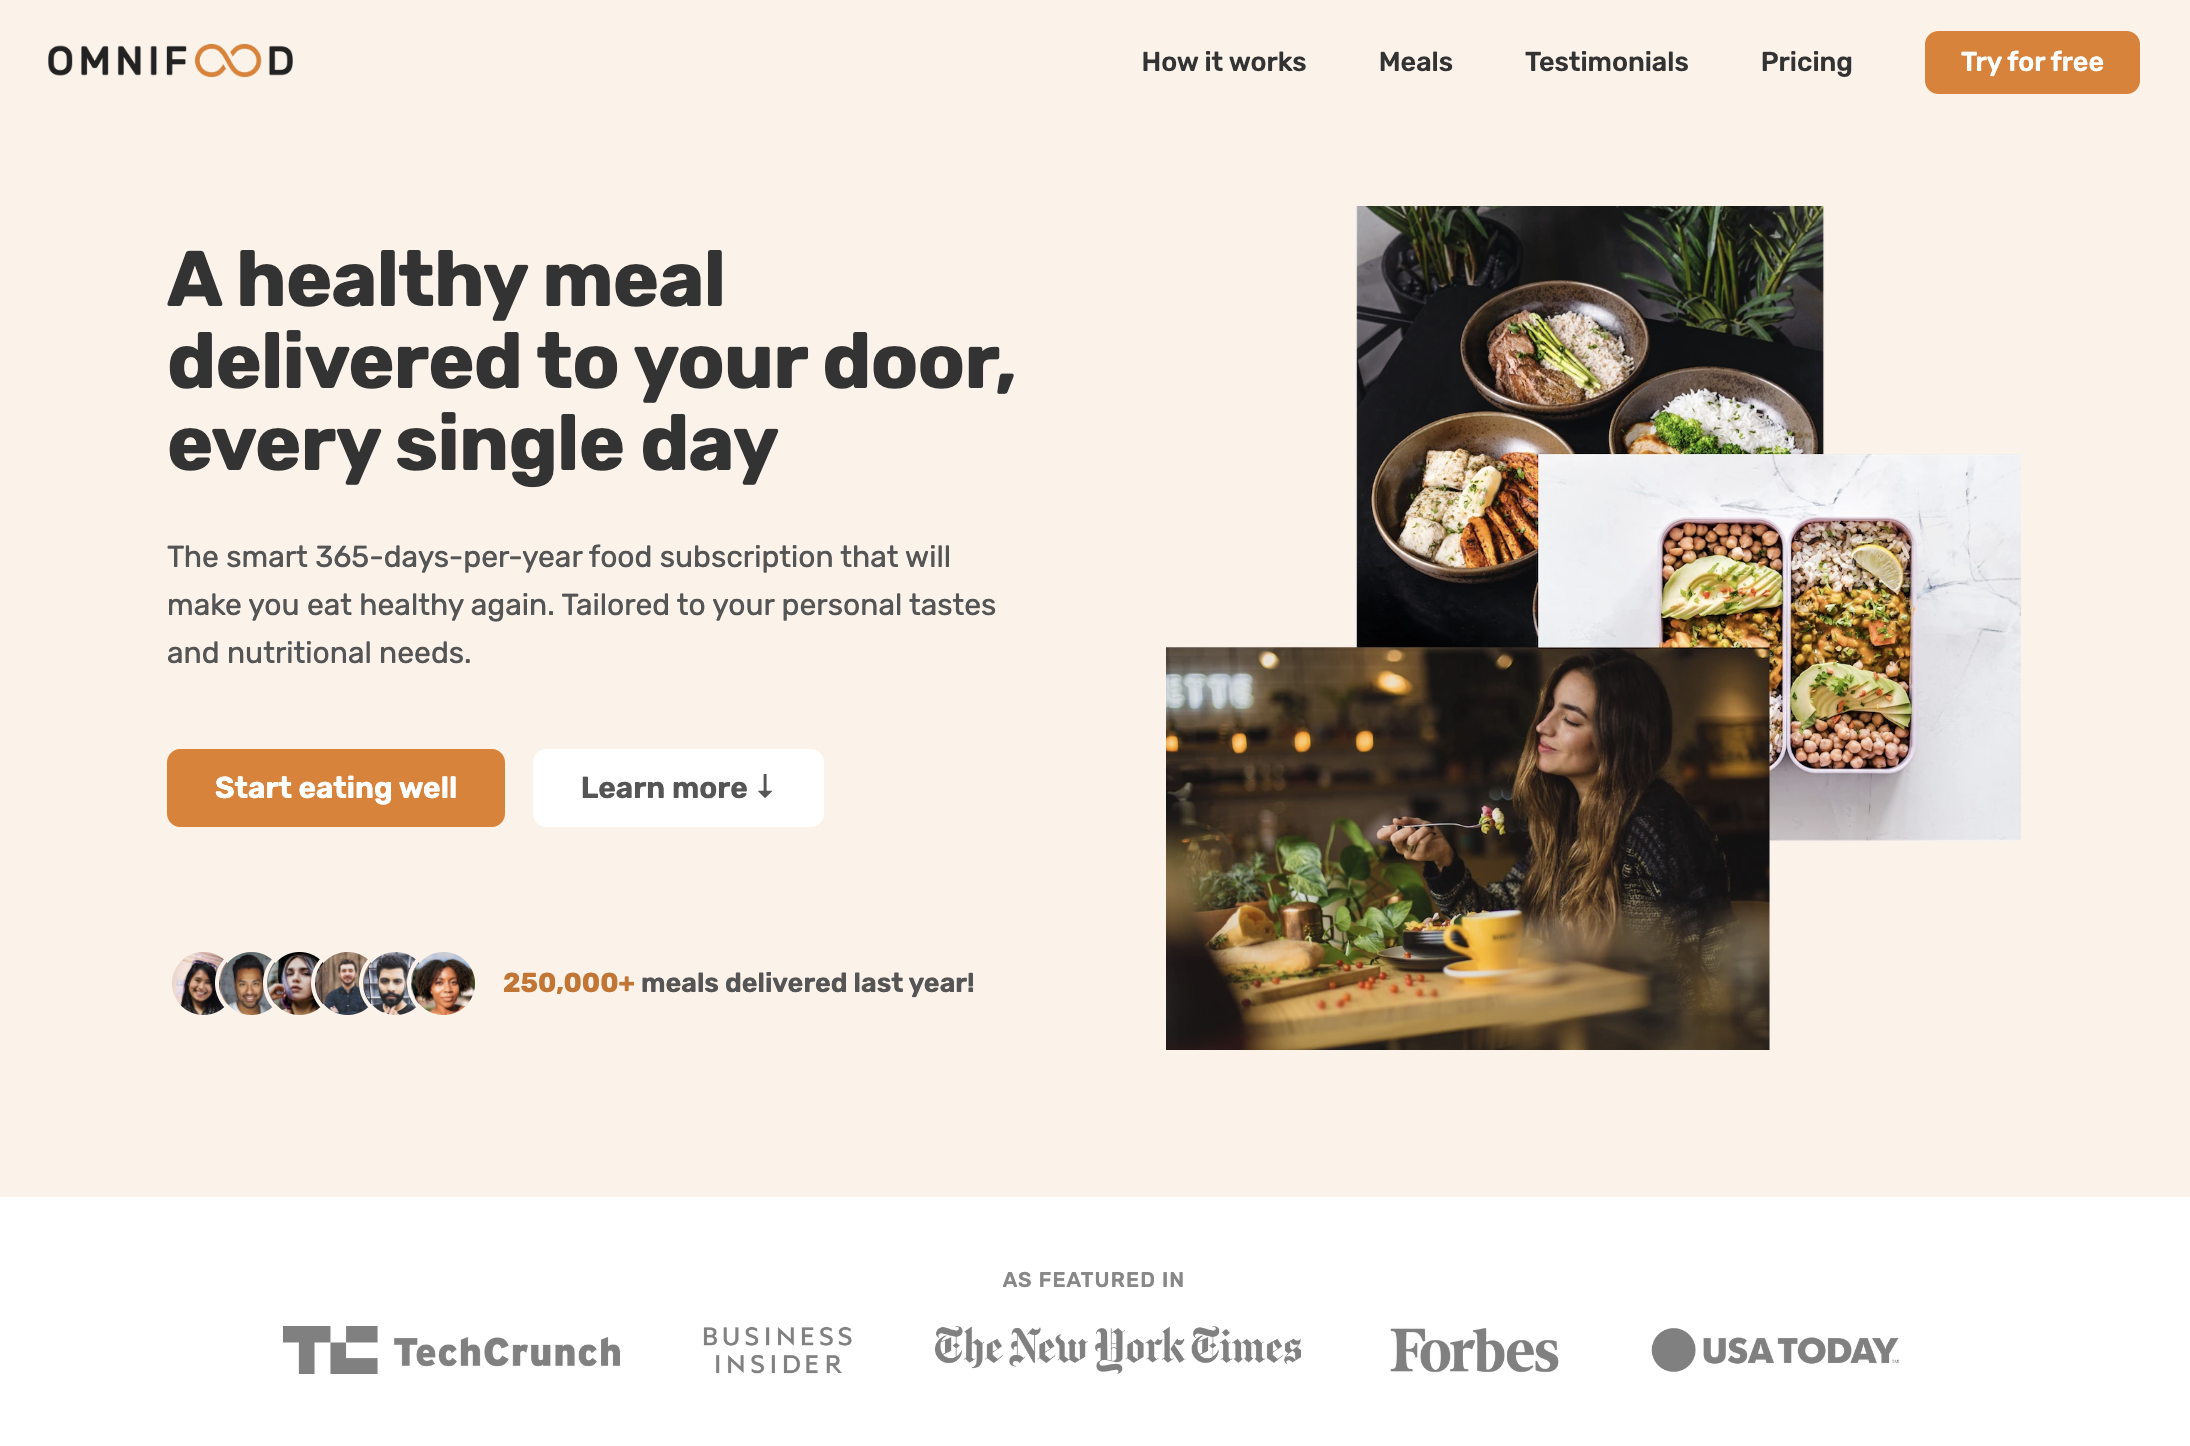 OMNIFOOD
How it works
Meals
Testimonials
Pricing
Try for free
A healthy meal
delivered to your door,
every single day
The smart 365-days-per-year food subscription that will
make you eat healthy again. Tailored to your personal tastes
and nutritional needs.
Start eating well
Learn more ↓
250,000+ meals delivered last year!
ETTE
AS FEATURED IN
TC TechCrunch
BUSINESS
INSIDER
The New York Times
Forbes
USA TODAY